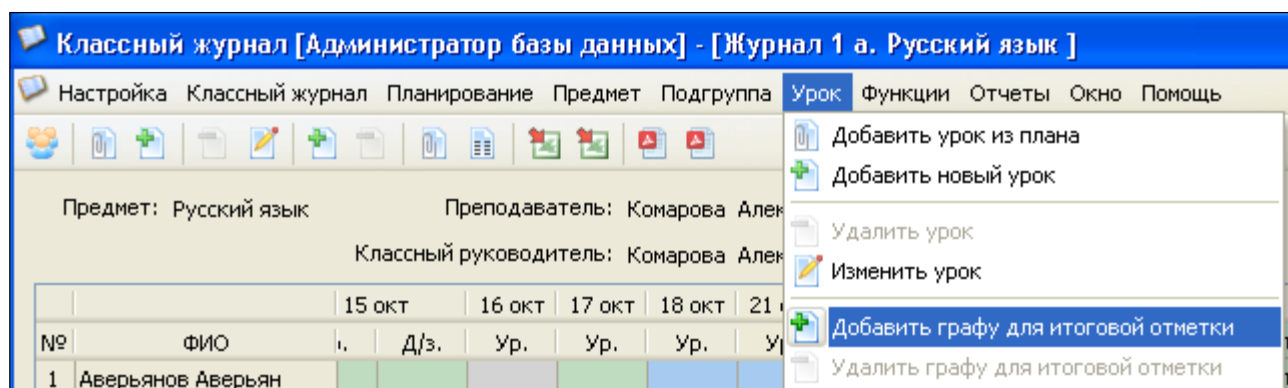 Классный журнал [Администратор базы данных] - [Журнал 1 а. Русский язык ]
Настройка Классный журнал Планирование Предмет Подгруппа Урок Функции Отчеты Окно Помощь
Добавить урок из плана
Добавить новый урок
Предмет: Русский язык Преподаватель: Комарова
Удалить урок
Классный руководитель: Комарова
Изменить урок
15 окт 16 окт 17 окт 18 окт 21
Добавить графу для итоговой отметки
№ ФИО Д/з. Ур. Ур. Ур.
Удалить графу для итоговой отметки
1 Аверьянов Аверьян